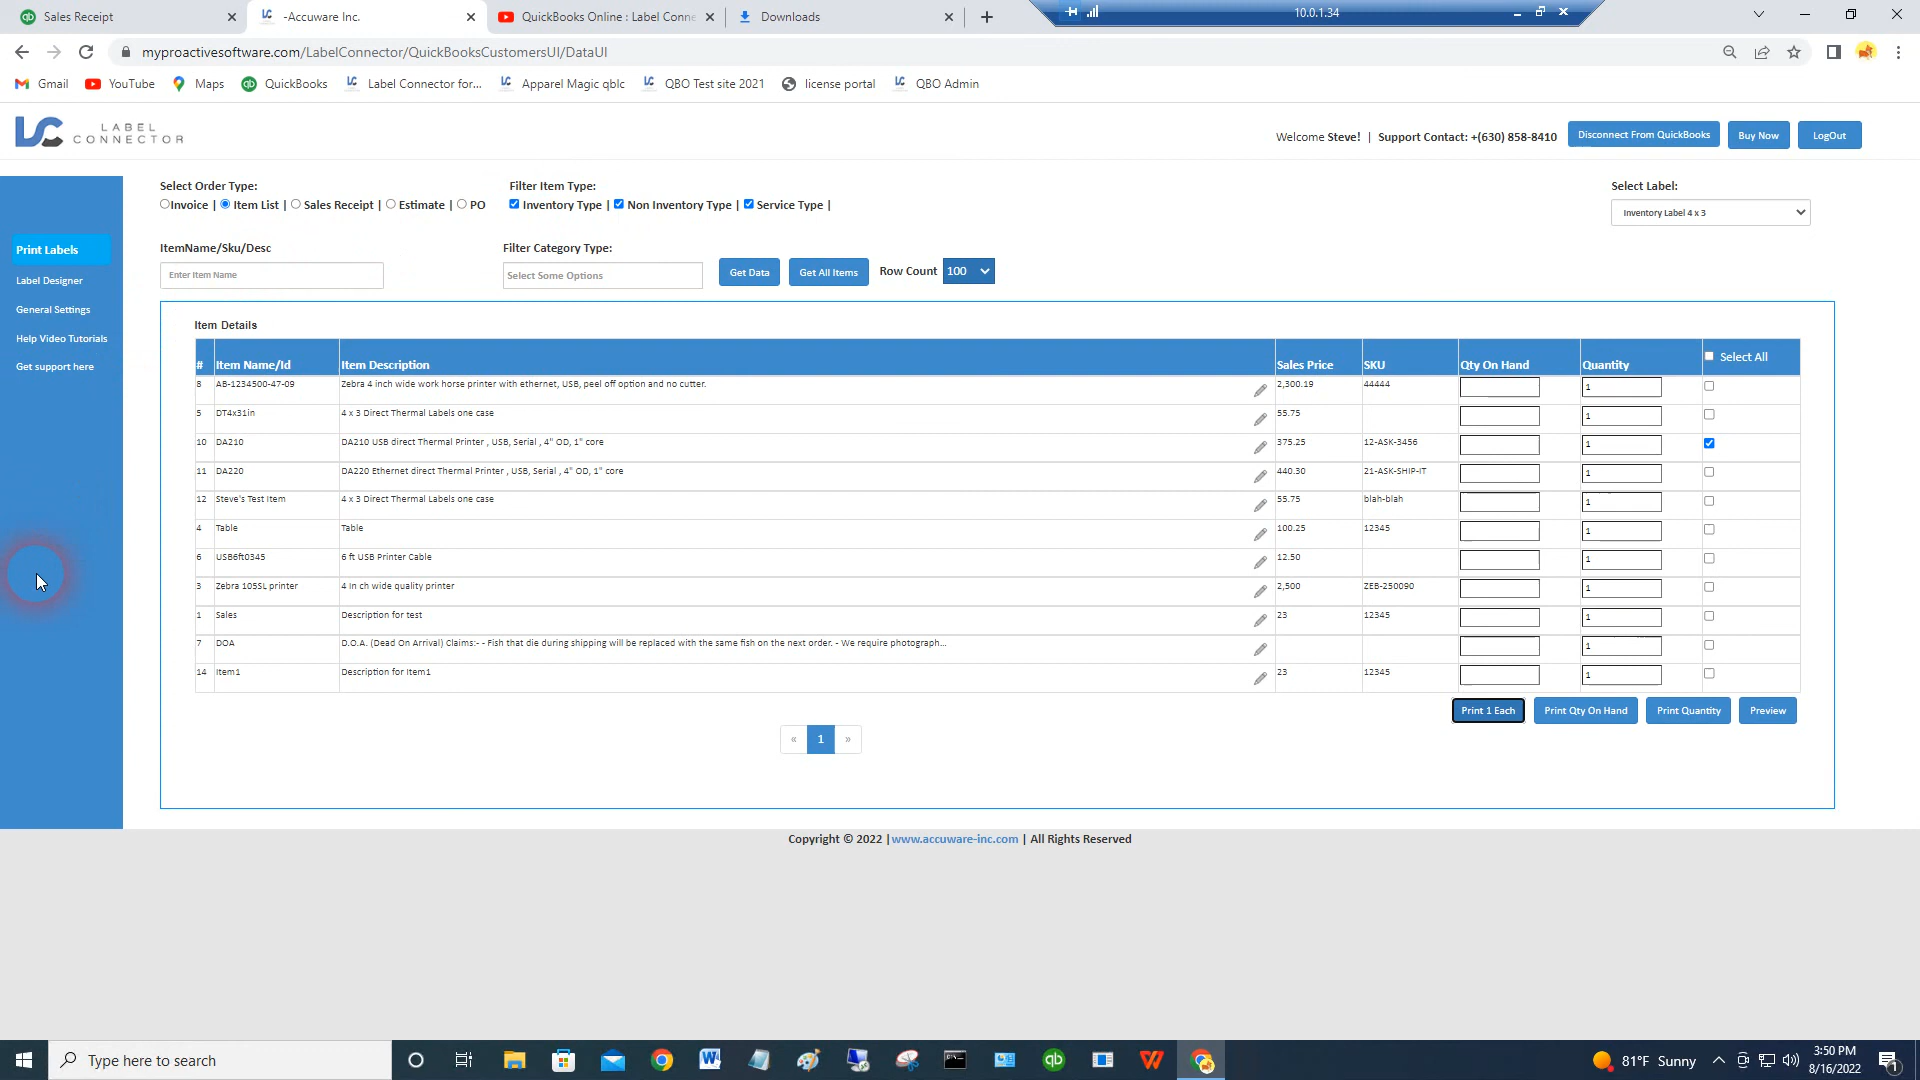 Sales Receipt
-Accuware Inc.
QuickBooks Online : Label Conne
Downloads
10.0.1.34
myproactivesoftware.com/LabelConnector/QuickBooksCustomersUI/DataUI
Gmail YouTube Maps QuickBooks Label Connector for... Apparel Magic qblc QBO Test site 2021 license portal QBO Admin
LC LABEL CONNECTOR
Welcome Steve! | Support Contact: +(630) 858-8410 Disconnect From QuickBooks Buy Now LogOut
Select Order Type: Filter Item Type: Select Label:
Invoice | Item List | Sales Receipt | Estimate | PO Inventory Type | Non Inventory Type | Service Type | Inventory Label 4 x 3
Print Labels
Label Designer
General Settings
Help Video Tutorials
Get support here
ItemName/Sku/Desc Filter Category Type:
Enter Item Name Select Some Options Get Data Get All Items Row Count 100
Item Details
# Item Name/Id Item Description Sales Price SKU Qty On Hand Quantity Select All
8 AB-1234500-47-09 Zebra 4 inch wide work horse printer with ethernet, USB, peel off option and no cutter. 2,300.19 44444 1
5 DT4x31in 4 x 3 Direct Thermal Labels one case 55.75 1
10 DA210 DA210 USB direct Thermal Printer , USB, Serial , 4" OD, 1" core 375.25 12-ASK-3456 1
11 DA220 DA220 Ethernet direct Thermal Printer , USB, Serial , 4" OD, 1" core 440.30 21-ASK-SHIP-IT 1
12 Steve's Test Item 4 x 3 Direct Thermal Labels one case 55.75 blah-blah 1
4 Table Table 100.25 12345 1
6 USB6ft0345 6 ft USB Printer Cable 12.50 1
3 Zebra 105SL printer 4 In ch wide quality printer 2,500 ZEB-250090 1
1 Sales Description for test 23 12345 1
7 DOA D.O.A. (Dead On Arrival) Claims:- - Fish that die during shipping will be replaced with the same fish on the next order. - We require photograph... 1
14 Item1 Description for Item1 23 12345 1
Print 1 Each Print Qty On Hand Print Quantity Preview
« 1 »
Copyright © 2022 |www.accuware-inc.com | All Rights Reserved
Type here to search
81°F Sunny
3:50 PM
8/16/2022
1